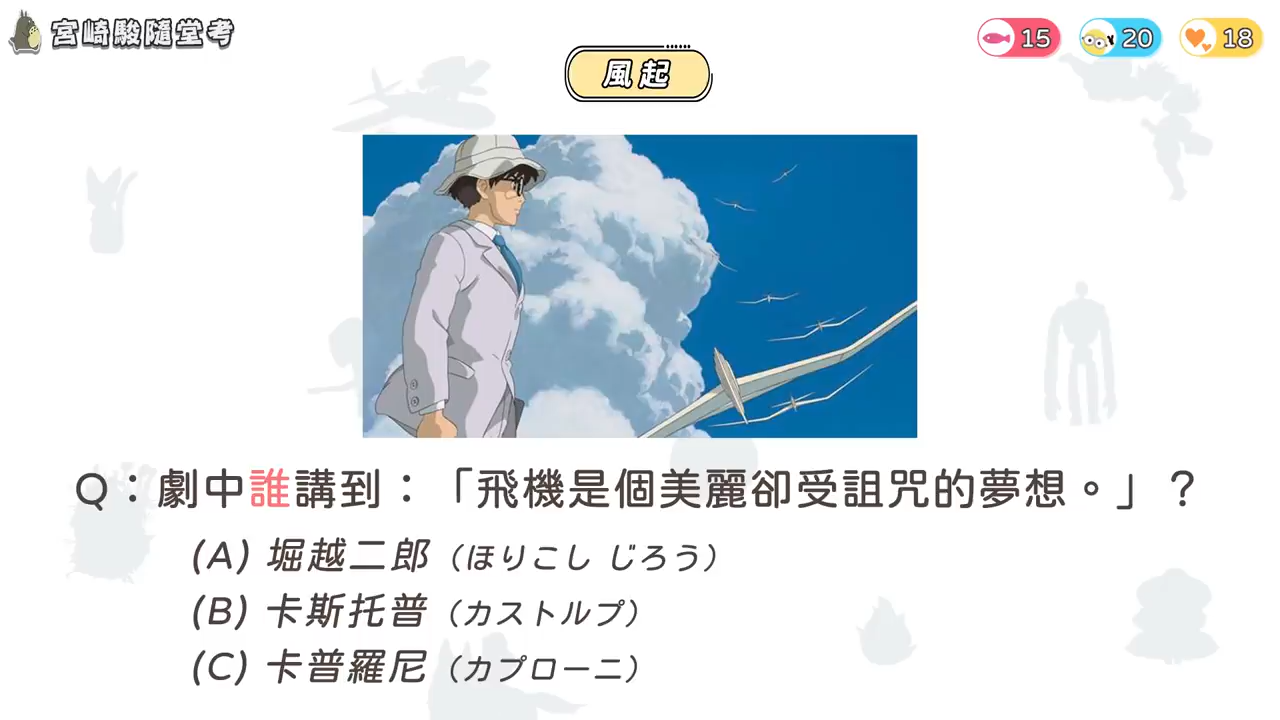 宮崎駿隨堂考
15
20
18
風起
Q：劇中誰講到：「飛機是個美麗卻受詛咒的夢想。」？
(A) 堀越二郎（ほりこし じろう）
(B) 卡斯托普（カストルプ）
(C) 卡普羅尼（カプローニ）